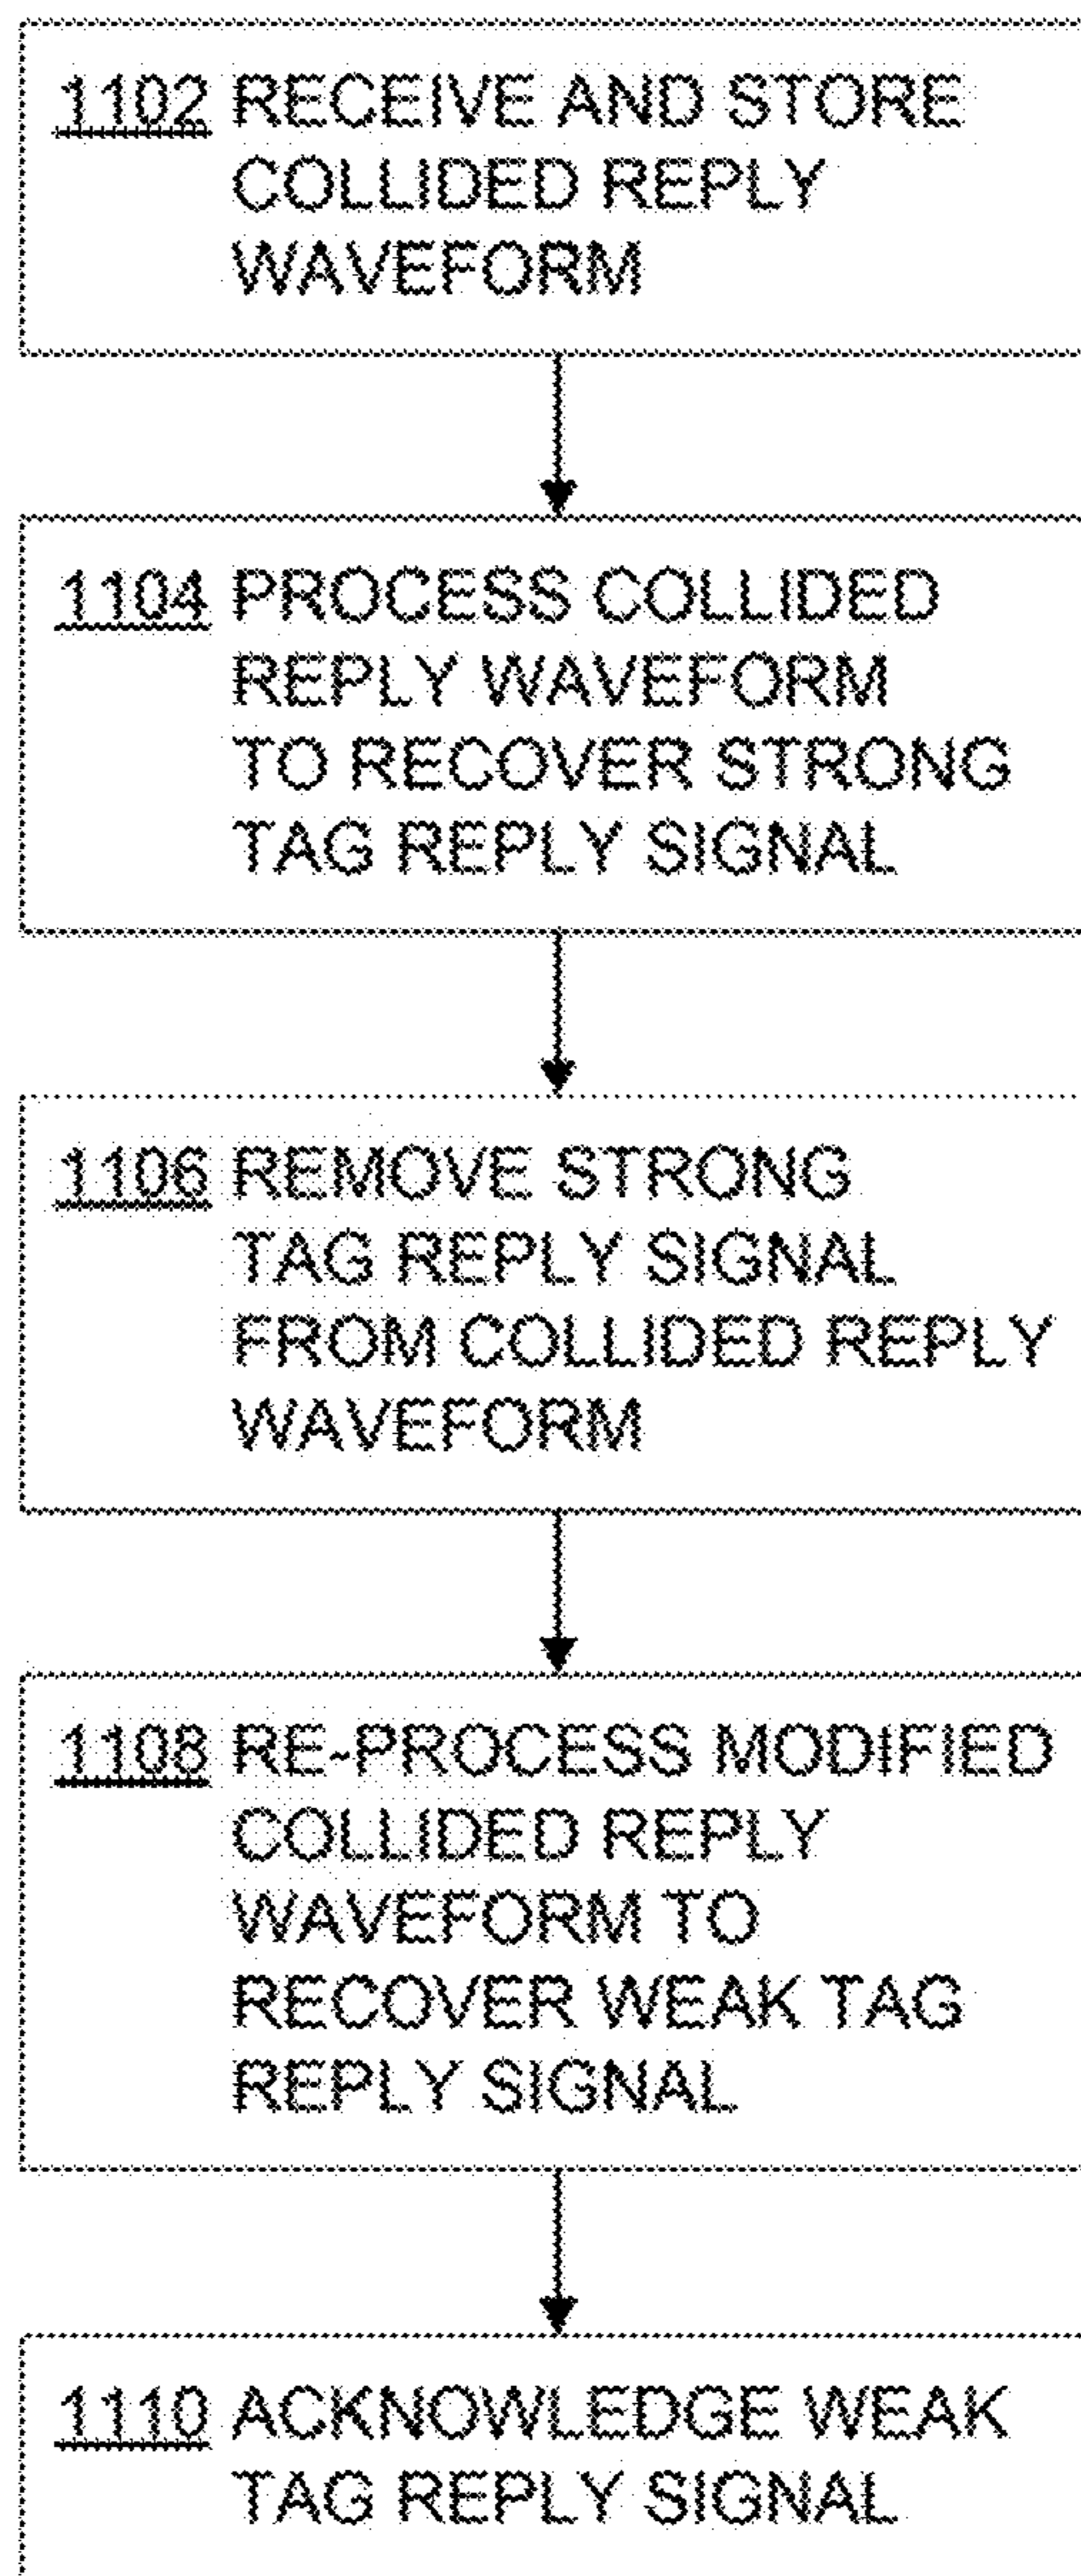 1102 RECEIVE AND STORE
COLLIDED REPLY
WAVEFORM
1104 PROCESS COLLIDED
REPLY WAVEFORM
TO RECOVER STRONG
TAG REPLY SIGNAL
1106 REMOVE STRONG
TAG REPLY SIGNAL
FROM COLLIDED REPLY
WAVEFORM
1108 RE-PROCESS MODIFIED
COLLIDED REPLY
WAVEFORM TO
RECOVER WEAK TAG
REPLY SIGNAL
1110 ACKNOWLEDGE WEAK
TAG REPLY SIGNAL